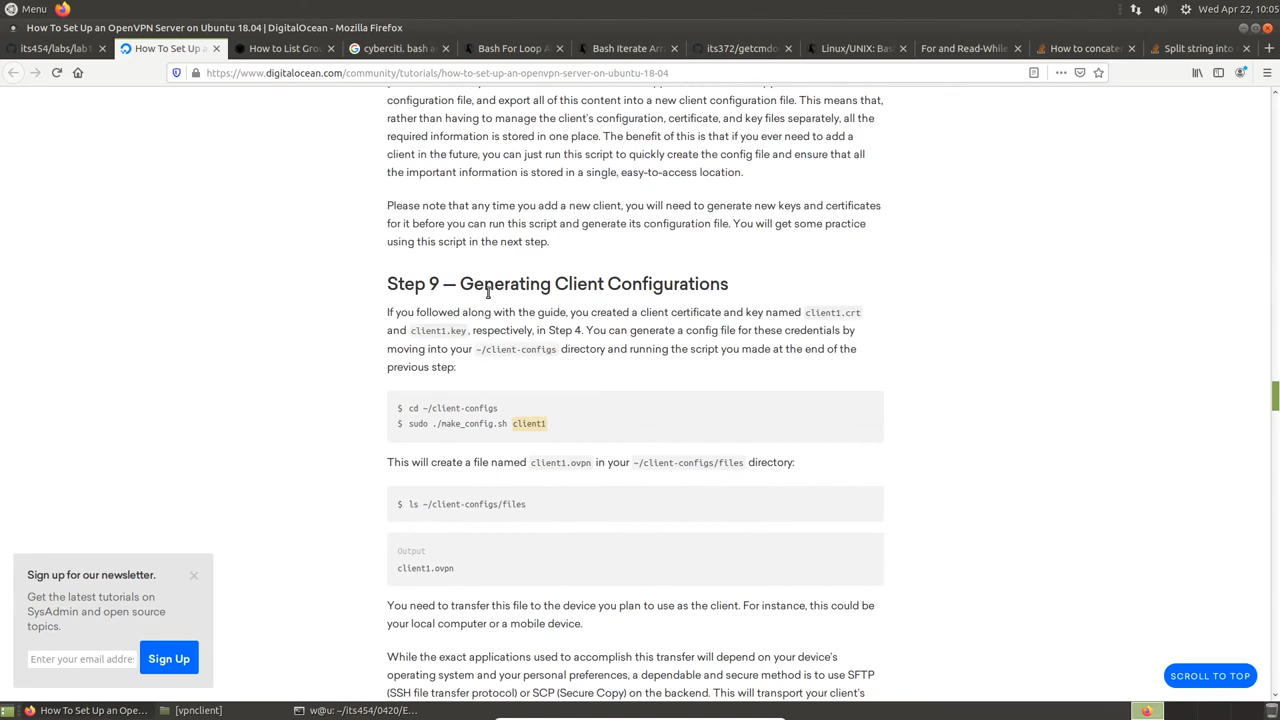 Menu
Wed Apr 22, 10:05
How To Set Up an OpenVPN Server on Ubuntu 18.04 | DigitalOcean - Mozilla Firefox
its454/labs/lab1
How To Set Up a
How to List Grou
cyberciti. bash a
Bash For Loop A
Bash Iterate Arra
its372/getcmdo
Linux/UNIX: Bas
For and Read-While
How to concate
Split string into
https://www.digitalocean.com/community/tutorials/how-to-set-up-an-openvpn-server-on-ubuntu-18-04
configuration file, and export all of this content into a new client configuration file. This means that,
rather than having to manage the client's configuration, certificate, and key files separately, all the
required information is stored in one place. The benefit of this is that if you ever need to add a
client in the future, you can just run this script to quickly create the config file and ensure that all
the important information is stored in a single, easy-to-access location.
Please note that any time you add a new client, you will need to generate new keys and certificates
for it before you can run this script and generate its configuration file. You will get some practice
using this script in the next step.
Step 9 — Generating Client Configurations
If you followed along with the guide, you created a client certificate and key named client1.crt
and client1.key, respectively, in Step 4. You can generate a config file for these credentials by
moving into your ~/client-configs directory and running the script you made at the end of the
previous step:
$ cd ~/client-configs
$ sudo ./make_config.sh client1
This will create a file named client1.ovpn in your ~/client-configs/files directory:
$ ls ~/client-configs/files
Output
client1.ovpn
You need to transfer this file to the device you plan to use as the client. For instance, this could be
your local computer or a mobile device.
While the exact applications used to accomplish this transfer will depend on your device's
operating system and your personal preferences, a dependable and secure method is to use SFTP
(SSH file transfer protocol) or SCP (Secure Copy) on the backend. This will transport your client's
Sign up for our newsletter.
Get the latest tutorials on
SysAdmin and open source
topics.
Enter your email addre
Sign Up
SCROLL TO TOP
How To Set Up an Ope...
[vpnclient]
w@u: ~/its454/0420/E...